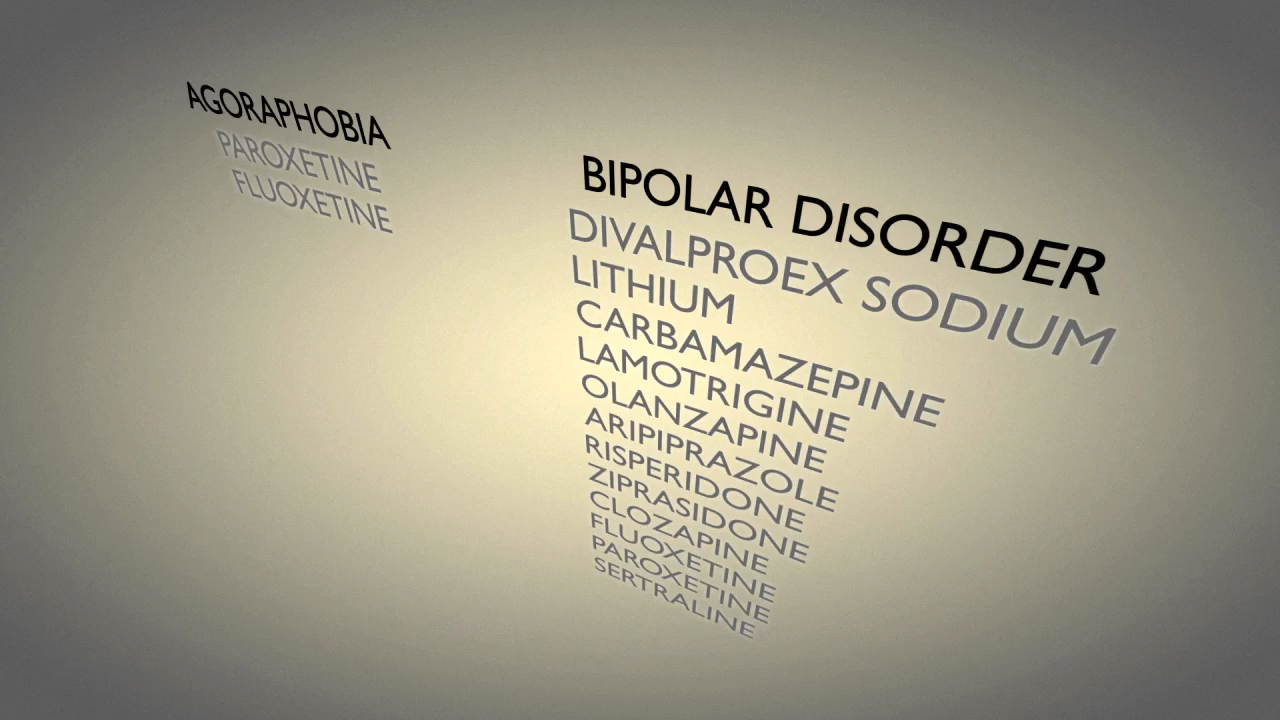 AGORAPHOBIA
PAROXETINE
FLUOXETINE
BIPOLAR DISORDER
DIVALPROEX SODIUM
LITHIUM
CARBAMAZEPINE
LAMOTRIGINE
OLANZAPINE
ARIPIPRAZOLE
RISPERIDONE
ZIPRASIDONE
CLOZAPINE
FLUOXETINE
PAROXETINE
SERTRALINE